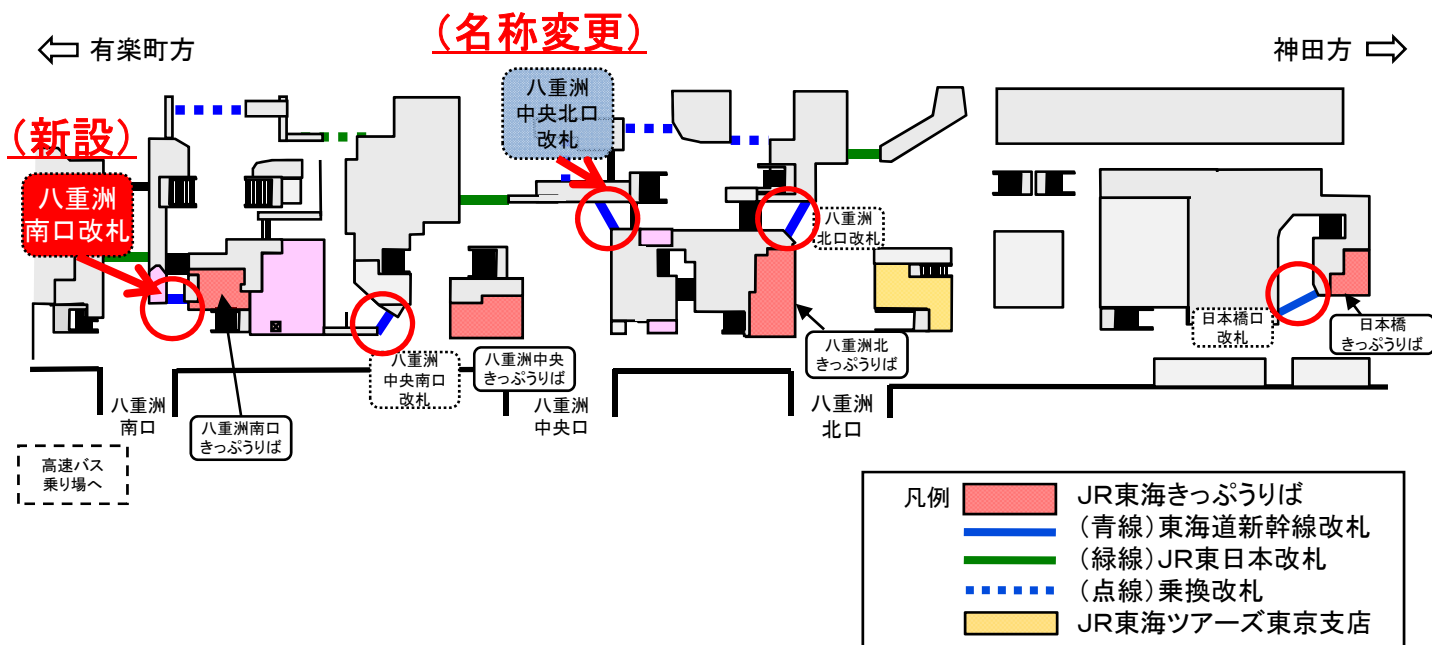 (名称変更)
有楽町方
神田方
八重洲
中央北口
改札
(新設)
八重洲
南口改札
八重洲
北口改札
日本橋口
改札
日本橋
きっぷうりば
八重洲北
きっぷうりば
八重洲
中央南口
改札
八重洲中央
きっぷうりば
八重洲
南口
八重洲南口
きっぷうりば
八重洲
中央口
八重洲
北口
高速バス
乗り場へ
凡例
JR東海きっぷうりば
(青線)東海道新幹線改札
(緑線)JR東日本改札
(点線)乗換改札
JR東海ツアーズ東京支店